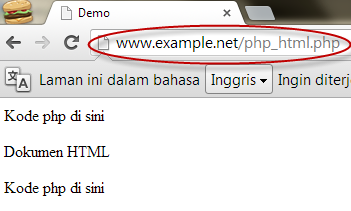 Demo
www.example.net/php_html.php
Laman ini dalam bahasa Inggris Ingin diterj
Kode php di sini
Dokumen HTML
Kode php di sini